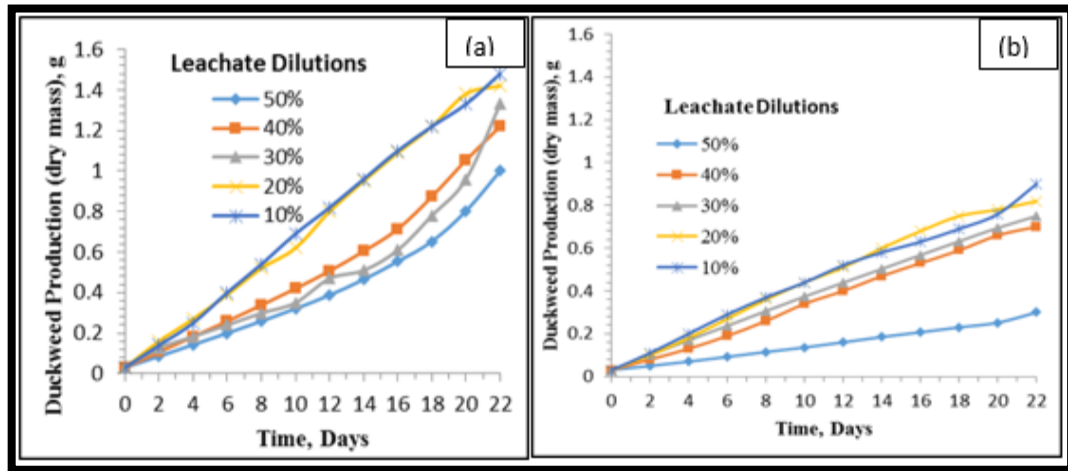 (a)
Duckweed Production (dry mass), g
1.6
1.4
1.2
1
0.8
0.6
0.4
0.2
0
Leachate Dilutions
50%
40%
30%
20%
10%
0 2 4 6 8 10 12 14 16 18 20 22
Time, Days
(b)
Duckweed Production (dry mass), g
1.6
1.4
1.2
1
0.8
0.6
0.4
0.2
0
Leachate Dilutions
50%
40%
30%
20%
10%
0 2 4 6 8 10 12 14 16 18 20 22
Time, Days